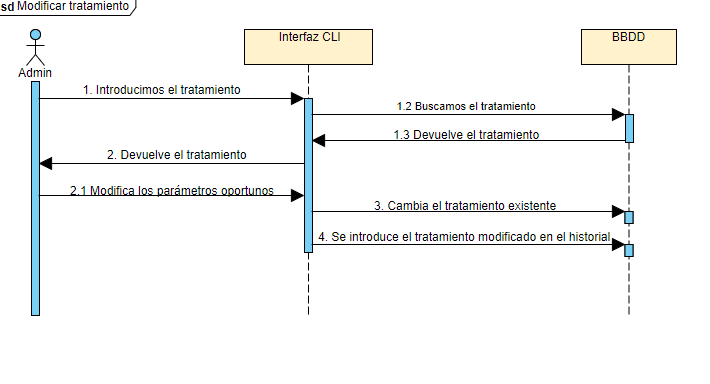 sd Modificar tratamiento
Interfaz CLI
BBDD
Admin
1. Introducimos el tratamiento
1.2 Buscamos el tratamiento
1.3 Devuelve el tratamiento
2. Devuelve el tratamiento
2.1 Modifica los parámetros oportunos
3. Cambia el tratamiento existente
4. Se introduce el tratamiento modificado en el historial